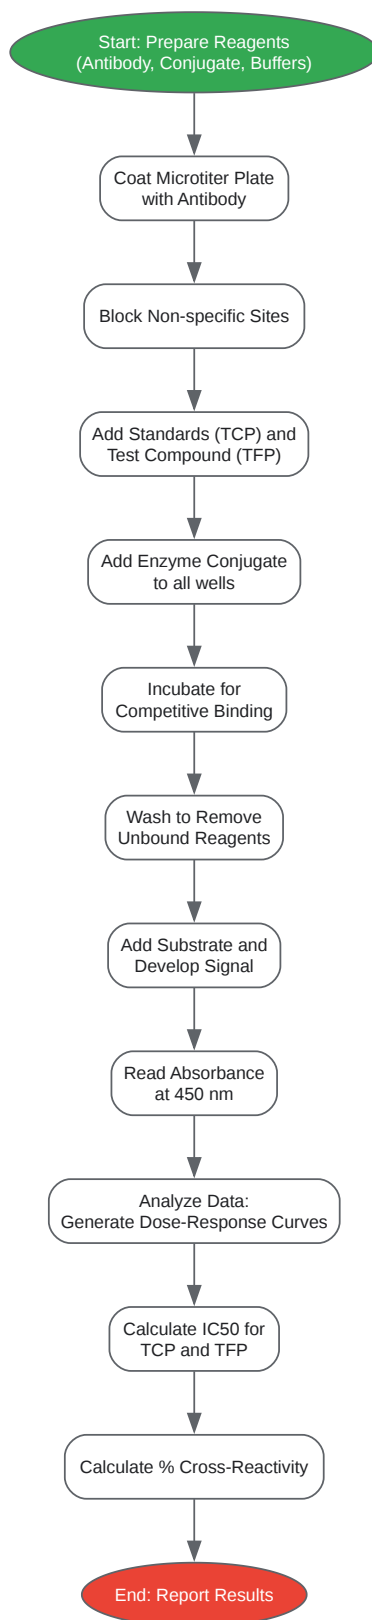 Start: Prepare Reagents
(Antibody, Conjugate, Buffers)
Coat Microtiter Plate
with Antibody
Block Non-specific Sites
Add Standards (TCP) and
Test Compound (TFP)
Add Enzyme Conjugate
to all wells
Incubate for
Competitive Binding
Wash to Remove
Unbound Reagents
Add Substrate and
Develop Signal
Read Absorbance
at 450 nm
Analyze Data:
Generate Dose-Response Curves
Calculate IC50 for
TCP and TFP
Calculate % Cross-Reactivity
End: Report Results